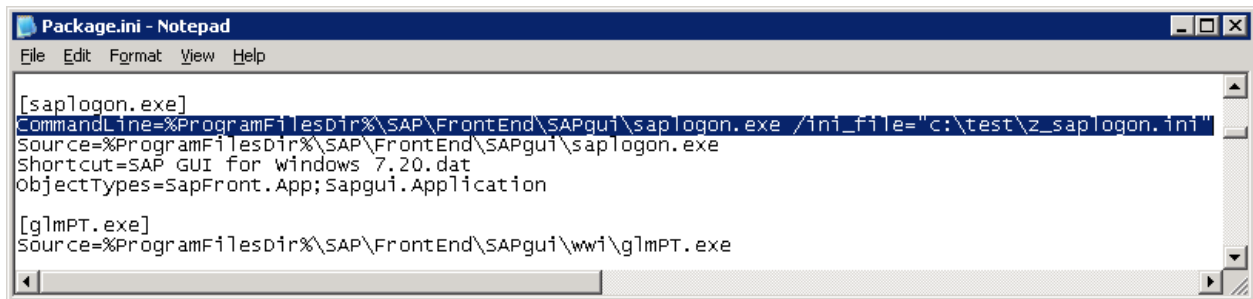 Package.ini - Notepad
File Edit Format View Help
[saplogon.exe]
CommandLine=%ProgramFilesDir%\SAP\FrontEnd\SAPgui\saplogon.exe /ini_file="c:\test\z_saplogon.ini"
Source=%ProgramFilesDir%\SAP\FrontEnd\SAPgui\saplogon.exe
Shortcut=SAP GUI for Windows 7.20.dat
ObjectTypes=SapFront.App;Sapgui.Application
[glmPT.exe]
Source=%ProgramFilesDir%\SAP\FrontEnd\SAPgui\wwi\glmPT.exe